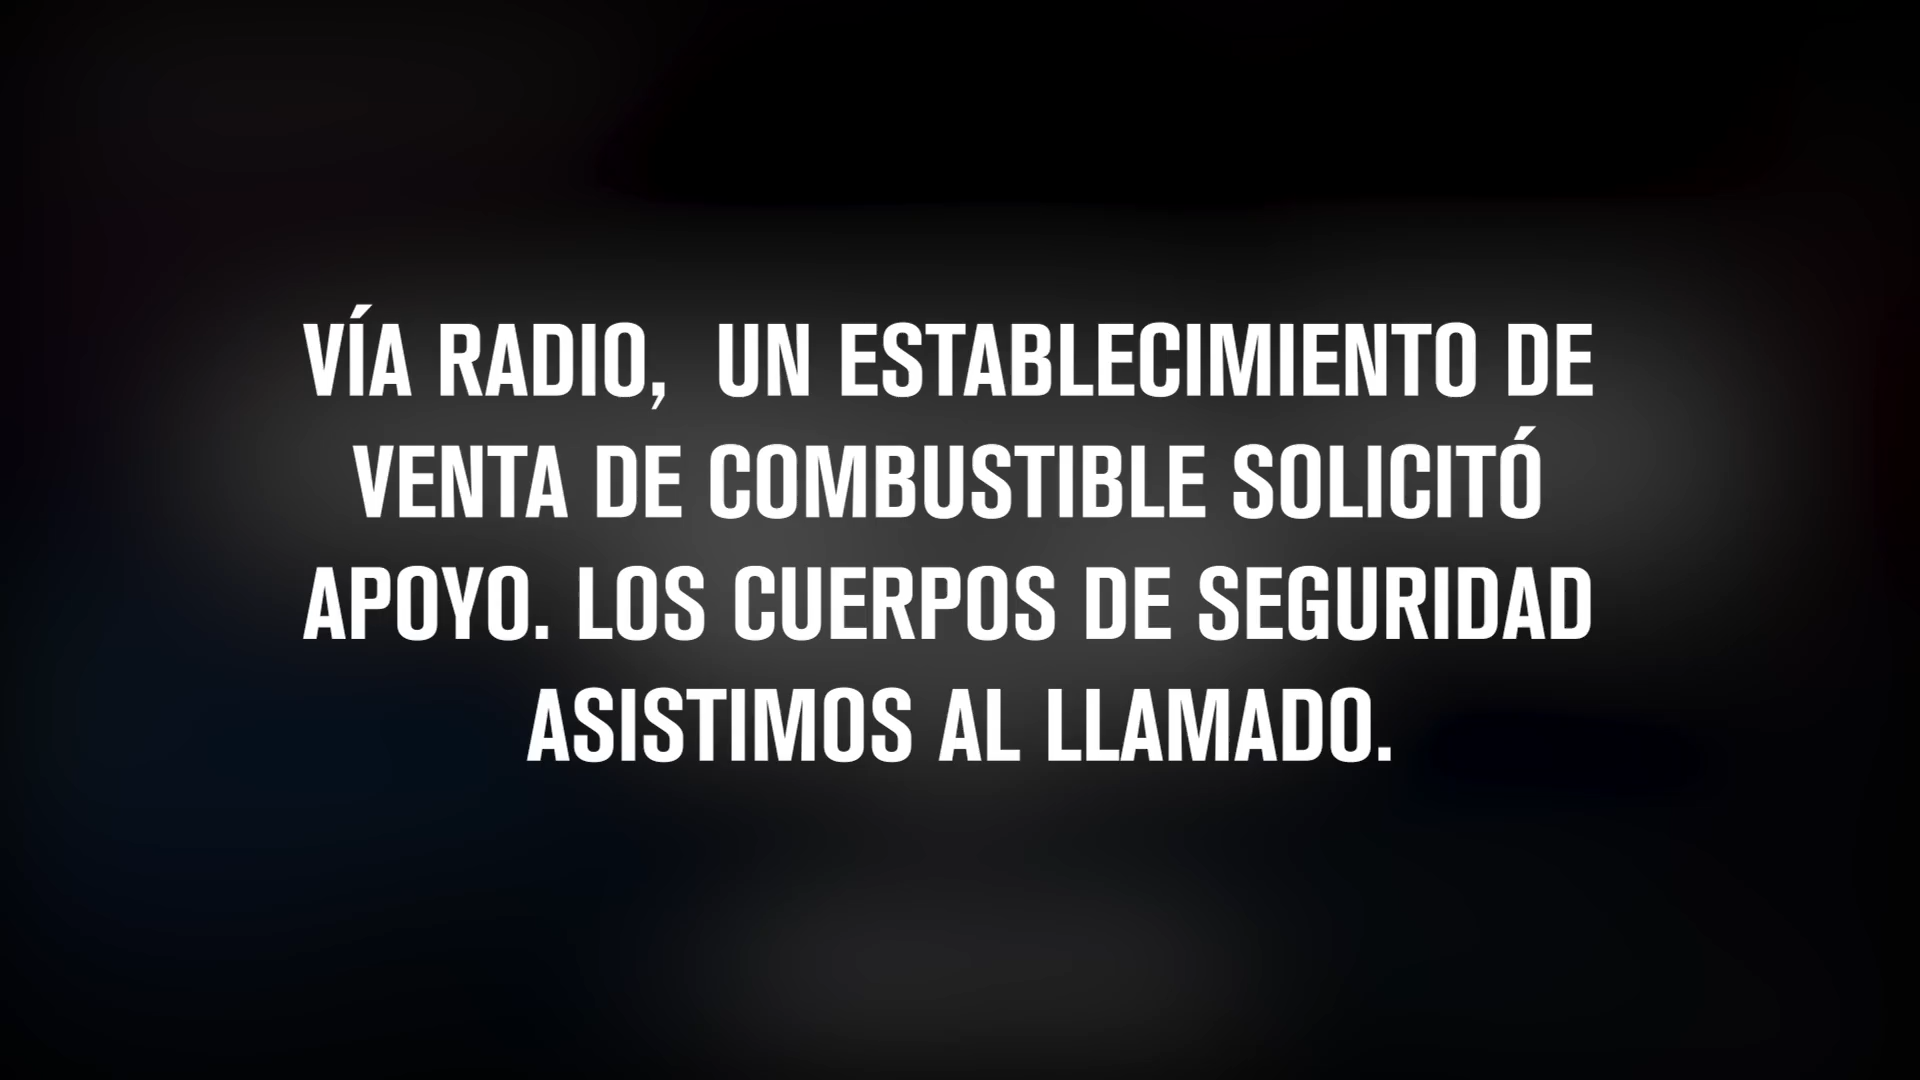 VÍA RADIO,  UN ESTABLECIMIENTO DE
VENTA DE COMBUSTIBLE SOLICITÓ
APOYO. LOS CUERPOS DE SEGURIDAD
ASISTIMOS AL LLAMADO.